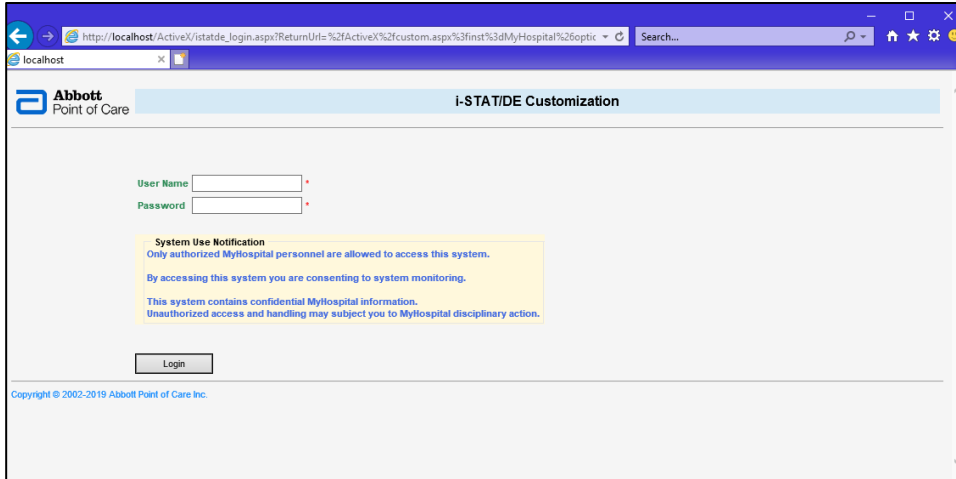 http://localhost/ActiveX/istatde_login.aspx?ReturnUrl=%2fActiveX%2fcustom.aspx%3finst%3dMyHospital%26optic
Search...
localhost
Abbott
Point of Care
i-STAT/DE Customization
User Name *
Password *
System Use Notification
Only authorized MyHospital personnel are allowed to access this system.
By accessing this system you are consenting to system monitoring.
This system contains confidential MyHospital information.
Unauthorized access and handling may subject you to MyHospital disciplinary action.
Login
Copyright © 2002-2019 Abbott Point of Care Inc.